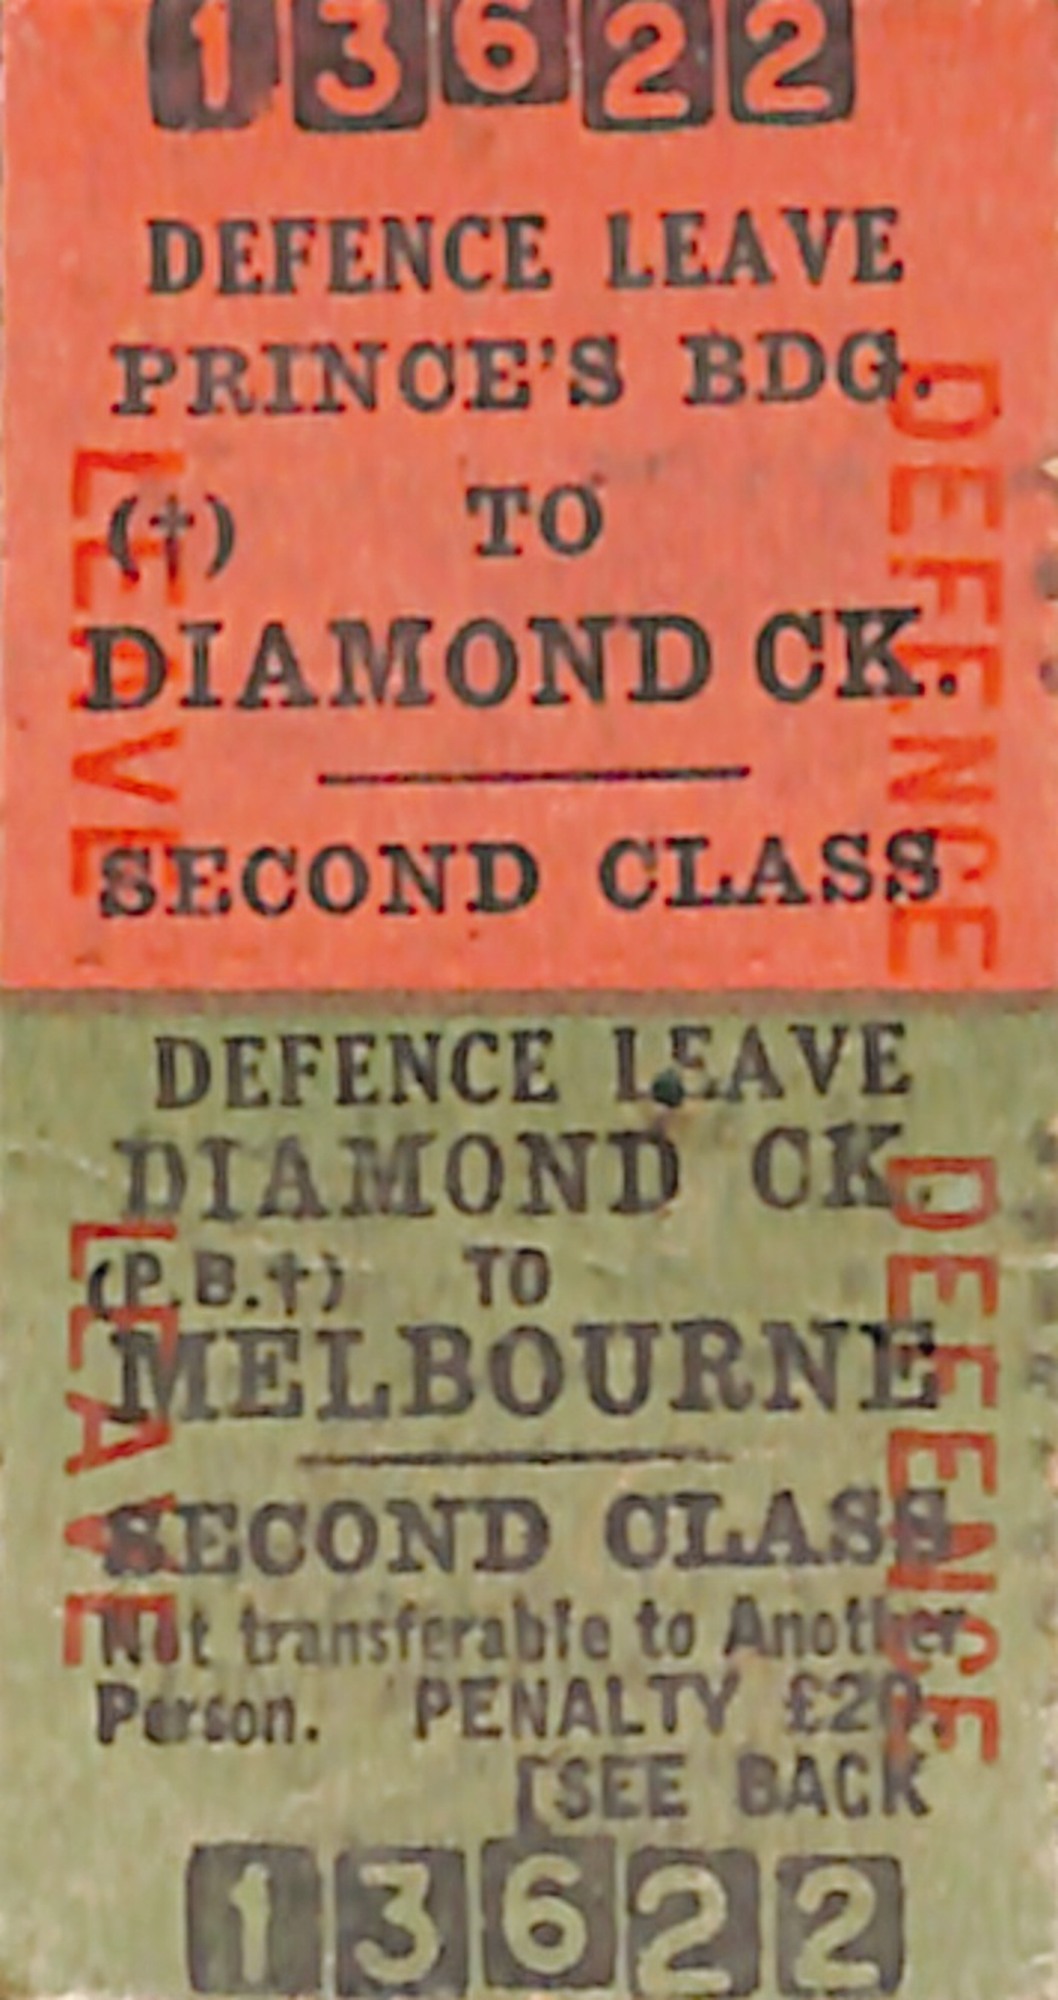 13622
DEFENCE LEAVE
PRINCE'S BDG.
(†) TO
DIAMOND CK.
SECOND CLASS
LEAVE
DEFENCE
DEFENCE LEAVE
DIAMOND CK.
(P.B.†) TO
MELBOURNE
SECOND CLASS
Not transferable to Another
Person. PENALTY £20.
[SEE BACK
LEAVE
DEFENCE
13622